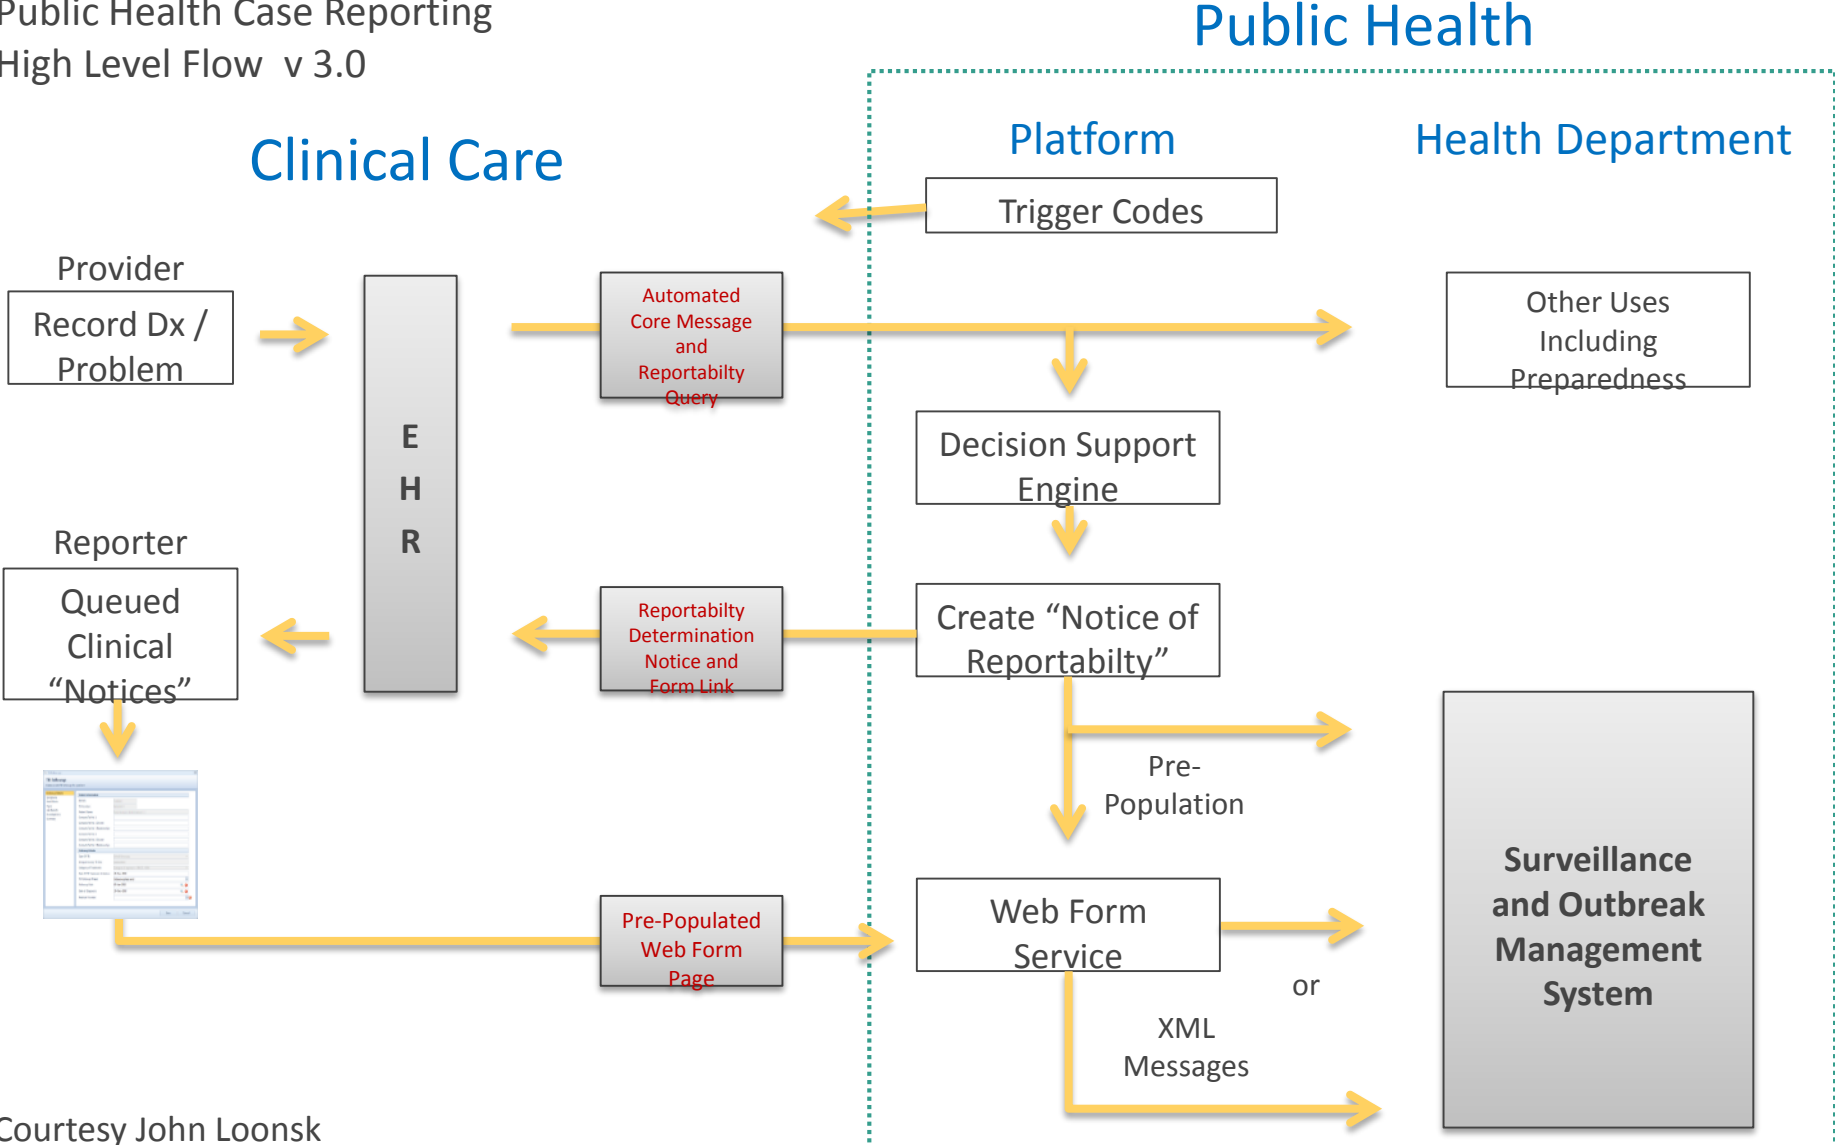 Public Health Case Reporting
High Level Flow v 3.0
Public Health
Clinical Care
Platform
Health Department
Trigger Codes
Provider
Record Dx /
Problem
E
H
R
Automated
Core Message
and
Reportabilty
Query
Other Uses
Including
Preparedness
Decision Support
Engine
Reporter
Queued
Clinical
“Notices”
Reportabilty
Determination
Notice and
Form Link
Create “Notice of
Reportabilty”
Pre-
Population
Pre-Populated
Web Form
Page
Web Form
Service
or
XML
Messages
Surveillance
and Outbreak
Management
System
Courtesy John Loonsk